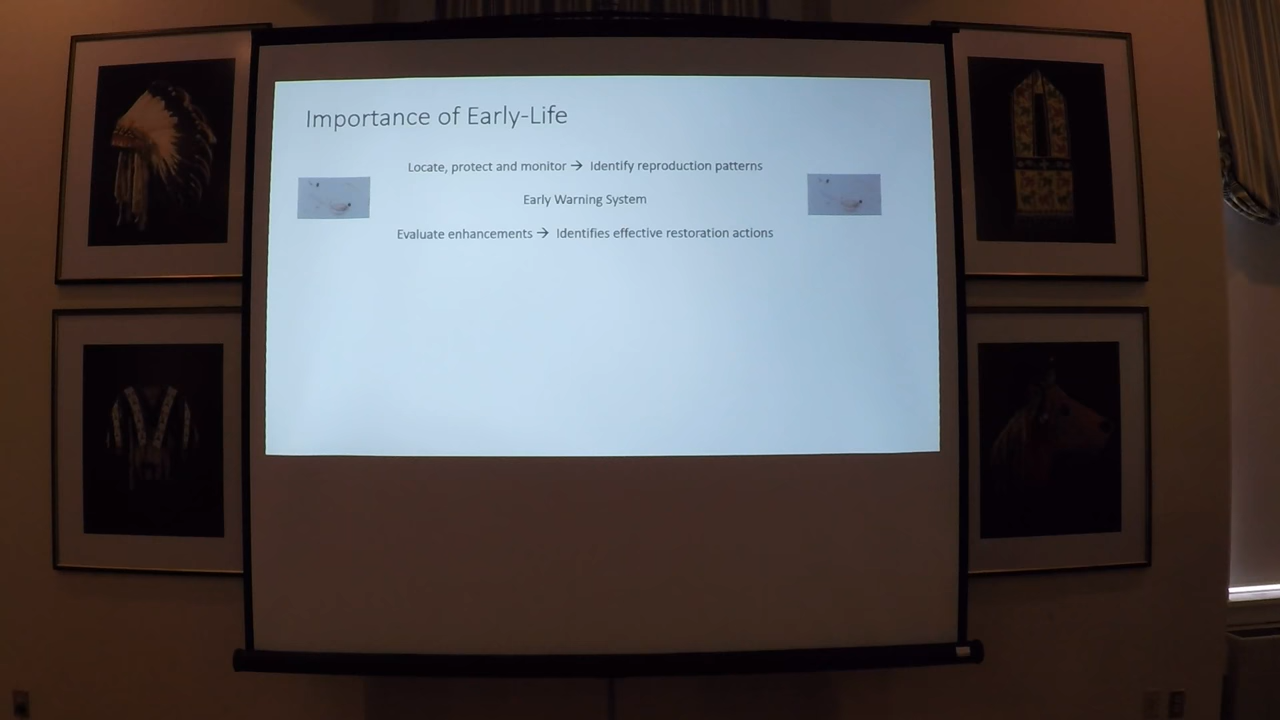 Importance of Early-Life
Locate, protect and monitor → Identify reproduction patterns
Early Warning System
Evaluate enhancements → Identifies effective restoration actions